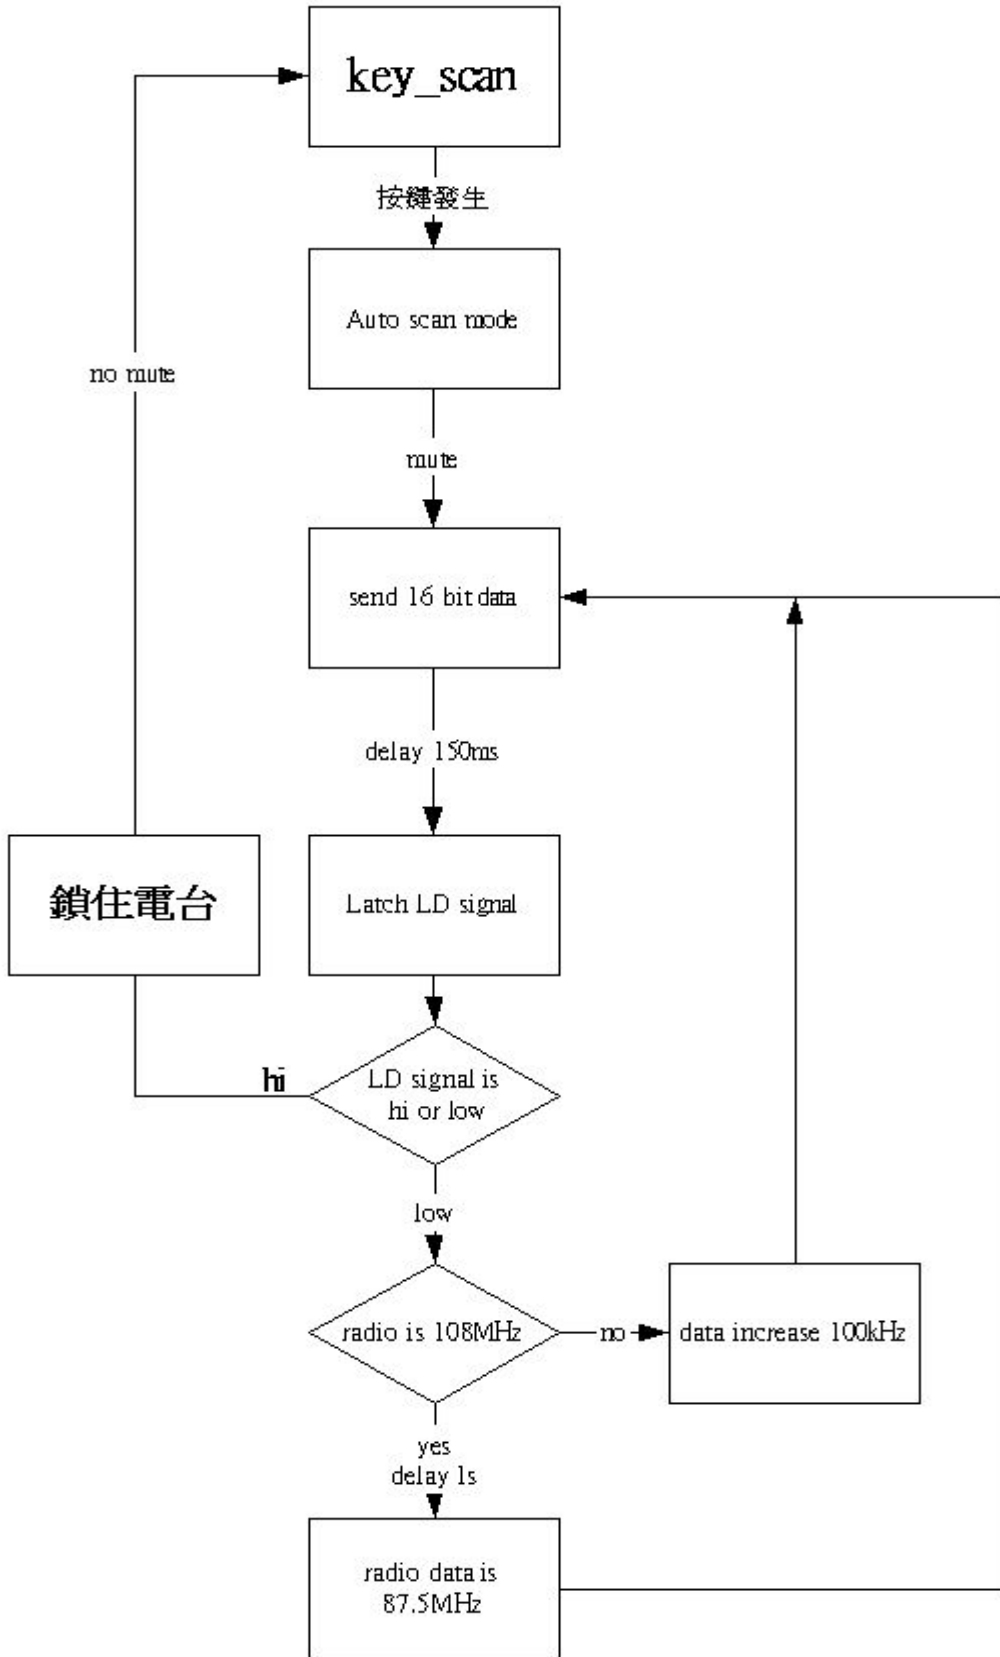 key_scan
按鍵發生
Auto scan mode
no mute
mute
send 16 bit data
delay 150ms
鎖住電台
Latch LD signal
hi
LD signal is
hi or low
low
radio is 108MHz
no
data increase 100kHz
yes
delay 1s
radio data is
87.5MHz